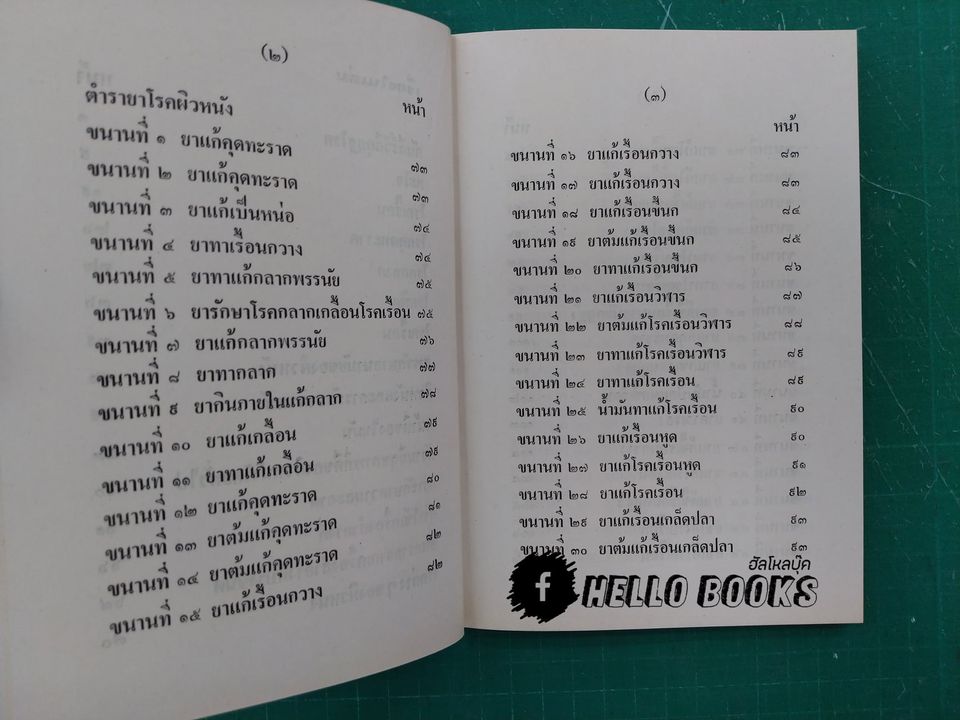 (๒)
ตำรายาโรคผิวหนัง หน้า
ขนานที่ ๑ ยาแก้คุดทะราด ๗๓
ขนานที่ ๒ ยาแก้คุดทะราด ๗๓
ขนานที่ ๓ ยาแก้เป็นหน่อ ๗๔
ขนานที่ ๔ ยาทาเรื้อนกวาง ๗๔
ขนานที่ ๕ ยาทาแก้กลากพรรนัย ๗๕
ขนานที่ ๖ ยารักษาโรคกลากเกลื้อนโรคเรื้อน ๗๕
ขนานที่ ๗ ยาแก้กลากพรรนัย ๗๖
ขนานที่ ๘ ยาทากลาก ๗๗
ขนานที่ ๙ ยากินภายในแก้กลาก ๗๘
ขนานที่ ๑๐ ยาแก้เกลื้อน ๗๙
ขนานที่ ๑๑ ยาทาแก้เกลื้อน ๗๙
ขนานที่ ๑๒ ยาแก้คุดทะราด ๘๐
ขนานที่ ๑๓ ยาต้มแก้คุดทะราด ๘๑
ขนานที่ ๑๔ ยาต้มแก้คุดทะราด ๘๒
ขนานที่ ๑๕ ยาแก้เรื้อนกวาง ๘๒
(๓)
หน้า
ขนานที่ ๑๖ ยาแก้เรื้อนกวาง ๘๓
ขนานที่ ๑๗ ยาแก้เรื้อนกวาง ๘๓
ขนานที่ ๑๘ ยาแก้เรื้อนขี้นก ๘๔
ขนานที่ ๑๙ ยาต้มแก้เรื้อนขี้นก ๘๕
ขนานที่ ๒๐ ยาทาแก้เรื้อนขี้นก ๘๖
ขนานที่ ๒๑ ยาแก้เรื้อนวิฬาร ๘๗
ขนานที่ ๒๒ ยาต้มแก้โรคเรื้อนวิฬาร ๘๘
ขนานที่ ๒๓ ยาทาแก้โรคเรื้อนวิฬาร ๘๙
ขนานที่ ๒๔ ยาทาแก้โรคเรื้อน ๘๙
ขนานที่ ๒๕ น้ำมันทาแก้โรคเรื้อน ๙๐
ขนานที่ ๒๖ ยาแก้เรื้อนหูด ๙๐
ขนานที่ ๒๗ ยาแก้โรคเรื้อนหูด ๙๑
ขนานที่ ๒๘ ยาแก้โรคเรื้อน ๙๒
ขนานที่ ๒๙ ยาแก้เรื้อนเกล็ดปลา ๙๓
ขนานที่ ๓๐ ยาต้มแก้เรื้อนเกล็ดปลา ๙๓
ฮัลโหลบุ๊ค
f HELLO BOOKS